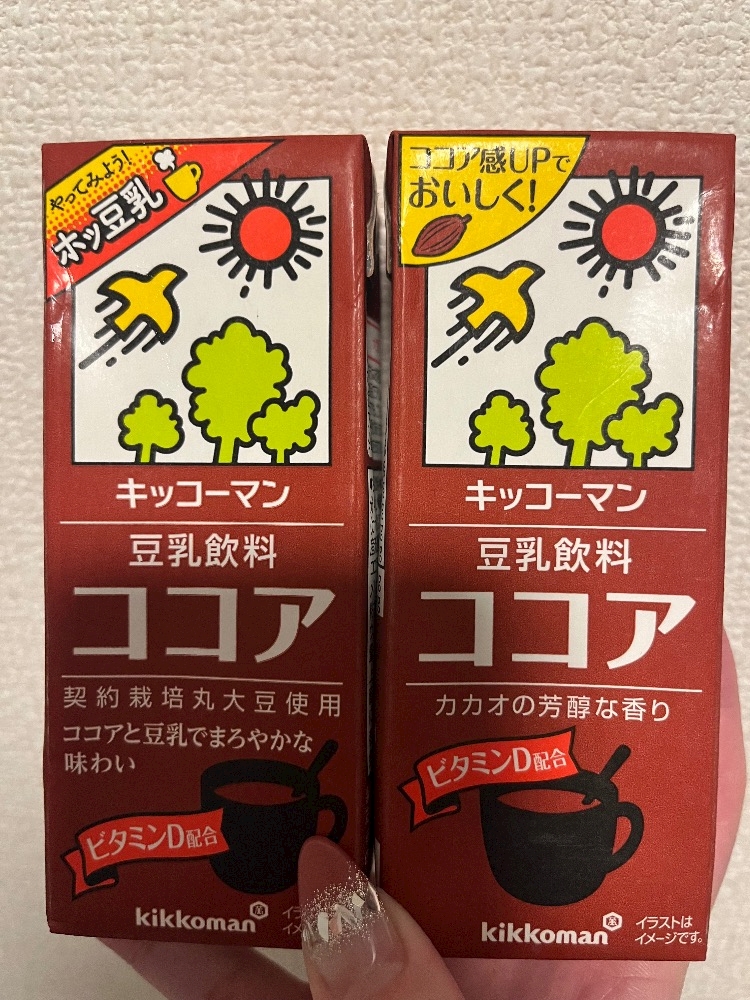 やってみよう!
ホッ豆乳
キッコーマン
豆乳飲料
ココア
契約栽培丸大豆使用
ココアと豆乳でまろやかな
味わい
ビタミンD配合
kikkoman
ココア感UPで
おいしく!
キッコーマン
豆乳飲料
ココア
カカオの芳醇な香り
ビタミンD配合
kikkoman
イラストは
イメージです。